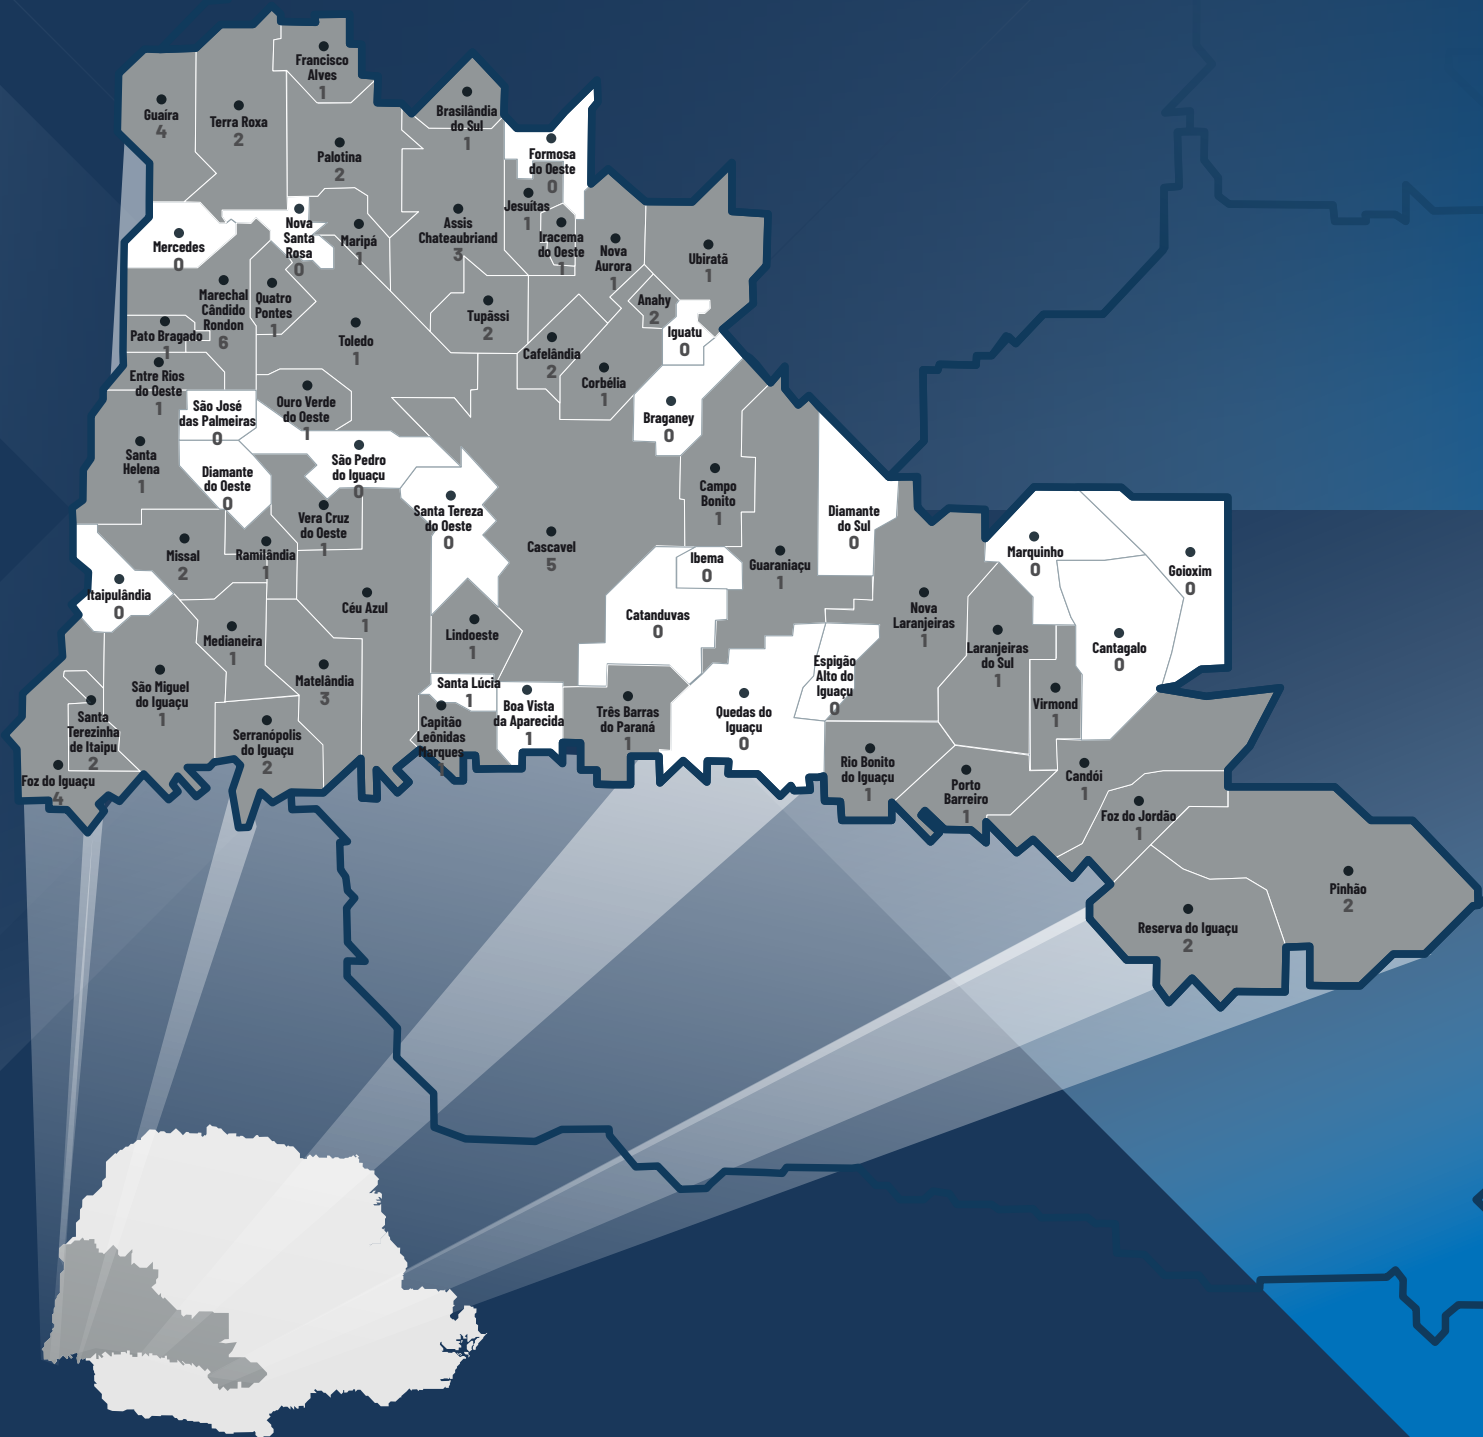 Francisco
Alves
1
Guaíra
4
Terra Roxa
2
Brasilândia
do Sul
1
Palotina
2
Formosa
do Oeste
0
Jesuítas
1
Mercedes
0
Nova
Santa
Rosa
0
Maripá
1
Assis
Chateaubriand
3
Iracema
do Oeste
1
Nova
Aurora
1
Ubiratã
1
Marechal
Cândido
Rondon
6
Quatro
Pontes
1
Anahy
2
Tupãssi
2
Pato Bragado
1
Toledo
1
Iguatu
0
Cafelândia
2
Entre Rios
do Oeste
1
Corbélia
1
São José
das Palmeiras
0
Ouro Verde
do Oeste
1
Braganey
0
Santa
Helena
1
Diamante
do Oeste
0
São Pedro
do Iguaçu
0
Campo
Bonito
1
Vera Cruz
do Oeste
1
Santa Tereza
do Oeste
0
Diamante
do Sul
0
Missal
2
Ramilândia
1
Cascavel
5
Ibema
0
Guaraniaçu
1
Marquinho
0
Goioxim
0
Itaipulândia
0
Céu Azul
1
Catanduvas
0
Nova
Laranjeiras
1
Medianeira
1
Lindoeste
1
Laranjeiras
do Sul
1
Cantagalo
0
São Miguel
do Iguaçu
1
Matelândia
3
Santa Lúcia
1
Espigão
Alto do
Iguaçu
0
Virmond
1
Santa
Terezinha
de Itaipu
2
Serranópolis
do Iguaçu
2
Capitão
Leônidas
Marques
1
Boa Vista
da Aparecida
1
Três Barras
do Paraná
1
Quedas do
Iguaçu
0
Foz do Iguaçu
4
Rio Bonito
do Iguaçu
1
Porto
Barreiro
1
Candói
1
Foz do Jordão
1
Pinhão
2
Reserva do Iguaçu
2